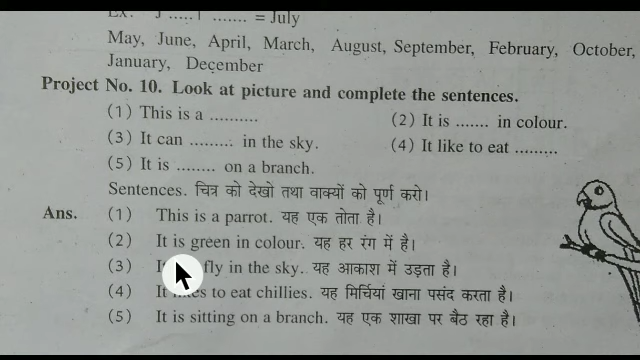 Ex. J ..... l ....... = July
May, June, April, March, August, September, February, October,
January, December
Project No. 10. Look at picture and complete the sentences.
(1) This is a ..........
(2) It is ....... in colour.
(3) It can ......... in the sky.
(4) It like to eat .........
(5) It is ........ on a branch.
Sentences. चित्र को देखो तथा वाक्यों को पूर्ण करो।
Ans. (1) This is a parrot. यह एक तोता है।
(2) It is green in colour. यह हर रंग में है।
(3) fly in the sky. यह आकाश में उड़ता है।
(4) It likes to eat chillies. यह मिर्चियां खाना पसंद करता है।
(5) It is sitting on a branch. यह एक शाखा पर बैठ रहा है।